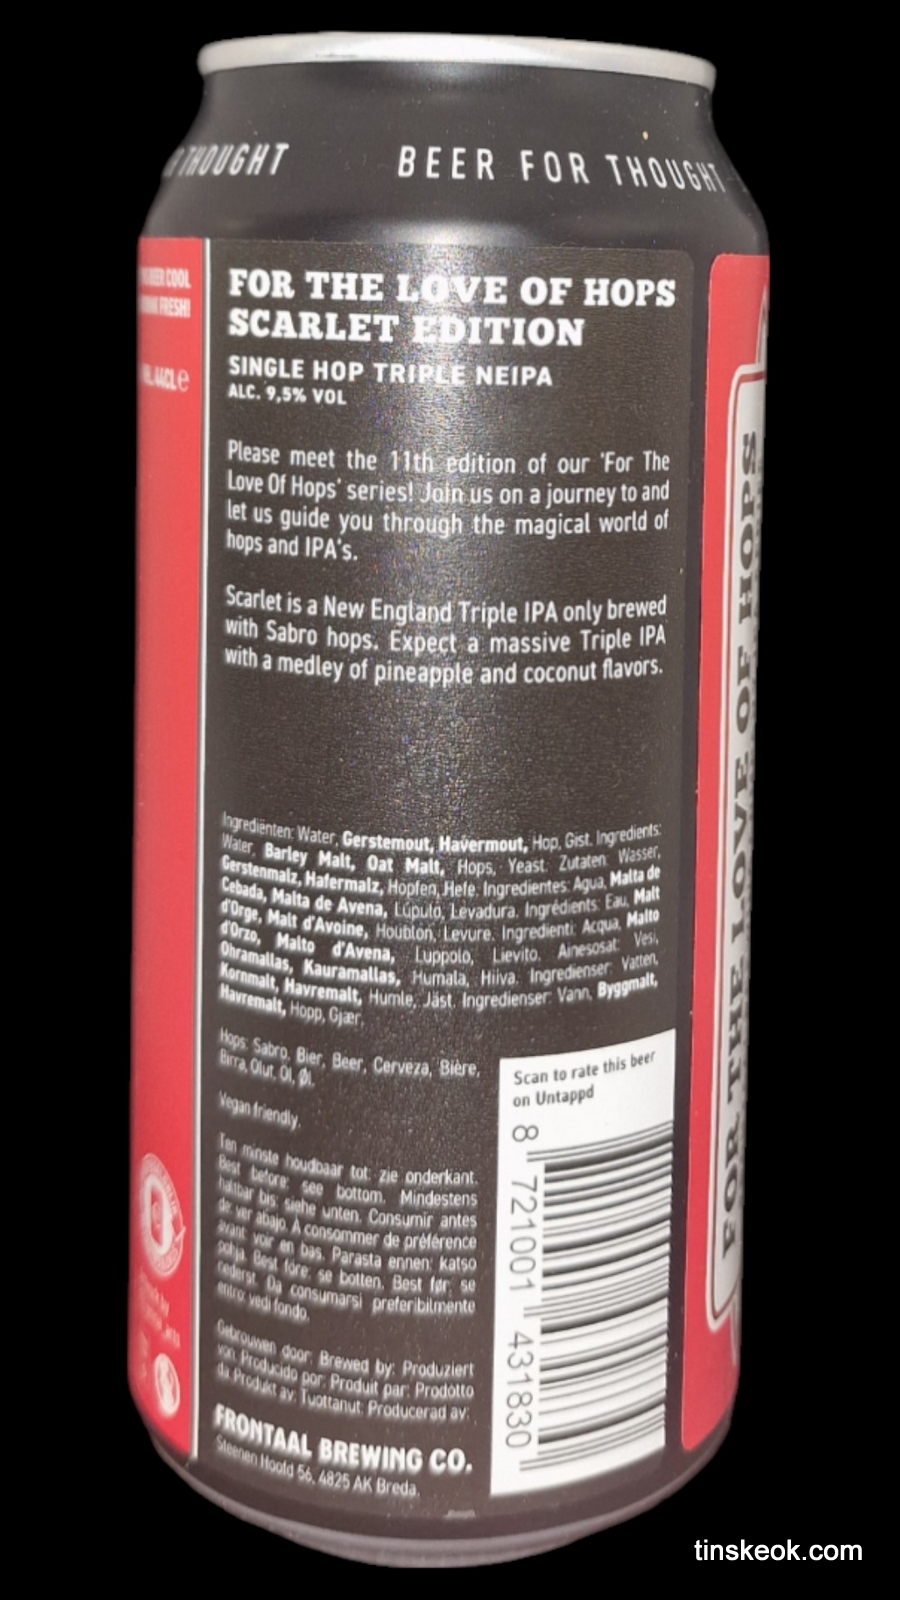 THOUGHT
BEER FOR THOUGHT
BEER COOL
FRESH!
44CL e
FOR THE LOVE OF HOPS
SCARLET EDITION
SINGLE HOP TRIPLE NEIPA
ALC. 9,5% VOL
Please meet the 11th edition of our 'For The
Love Of Hops' series! Join us on a journey to and
let us guide you through the magical world of
hops and IPA's.
Scarlet is a New England Triple IPA only brewed
with Sabro hops. Expect a massive Triple IPA
with a medley of pineapple and coconut flavors.
Ingrediënten: Water, Gerstemout, Havermout, Hop, Gist. Ingredients:
Water, Barley Malt, Oat Malt, Hops, Yeast. Zutaten: Wasser,
Gerstenmalz, Hafermalz, Hopfen, Hefe. Ingredientes: Agua, Malta de
Cebada, Malta de Avena, Lúpulo, Levadura. Ingrédients: Eau, Malt
d'Orge, Malt d'Avoine, Houblon, Levure. Ingredienti: Acqua, Malto
d'Orzo, Malto d'Avena, Luppolo, Lievito. Ainesosat: Vesi,
Ohramallas, Kauramallas, Humala, Hiiva. Ingredienser: Vatten,
Kornmalt, Havremalt, Humle, Jäst. Ingredienser: Vann, Byggmalt,
Havremalt, Hopp, Gjær.
Hops: Sabro. Bier, Beer, Cerveza, Bière,
Birra, Olut, Öl, Øl.
Vegan friendly.
Ten minste houdbaar tot: zie onderkant.
Best before: see bottom. Mindestens
haltbar bis: siehe unten. Consumir antes
de: ver abajo. À consommer de préférence
avant: voir en bas. Parasta ennen: katso
pohja. Best före: se botten. Best før: se
nederst. Da consumarsi preferibilmente
entro: vedi fondo.
Gebrouwen door: Brewed by: Produziert
von: Producido por: Produit par: Prodotto
da: Produkt av: Tuottanut: Producerad av:
FRONTAAL BREWING CO.
Steenen Hoofd 56, 4825 AK Breda.
Scan to rate this beer
on Untappd
8 721001 431830
FOR THE LOVE OF HOPS
tinskeok.com